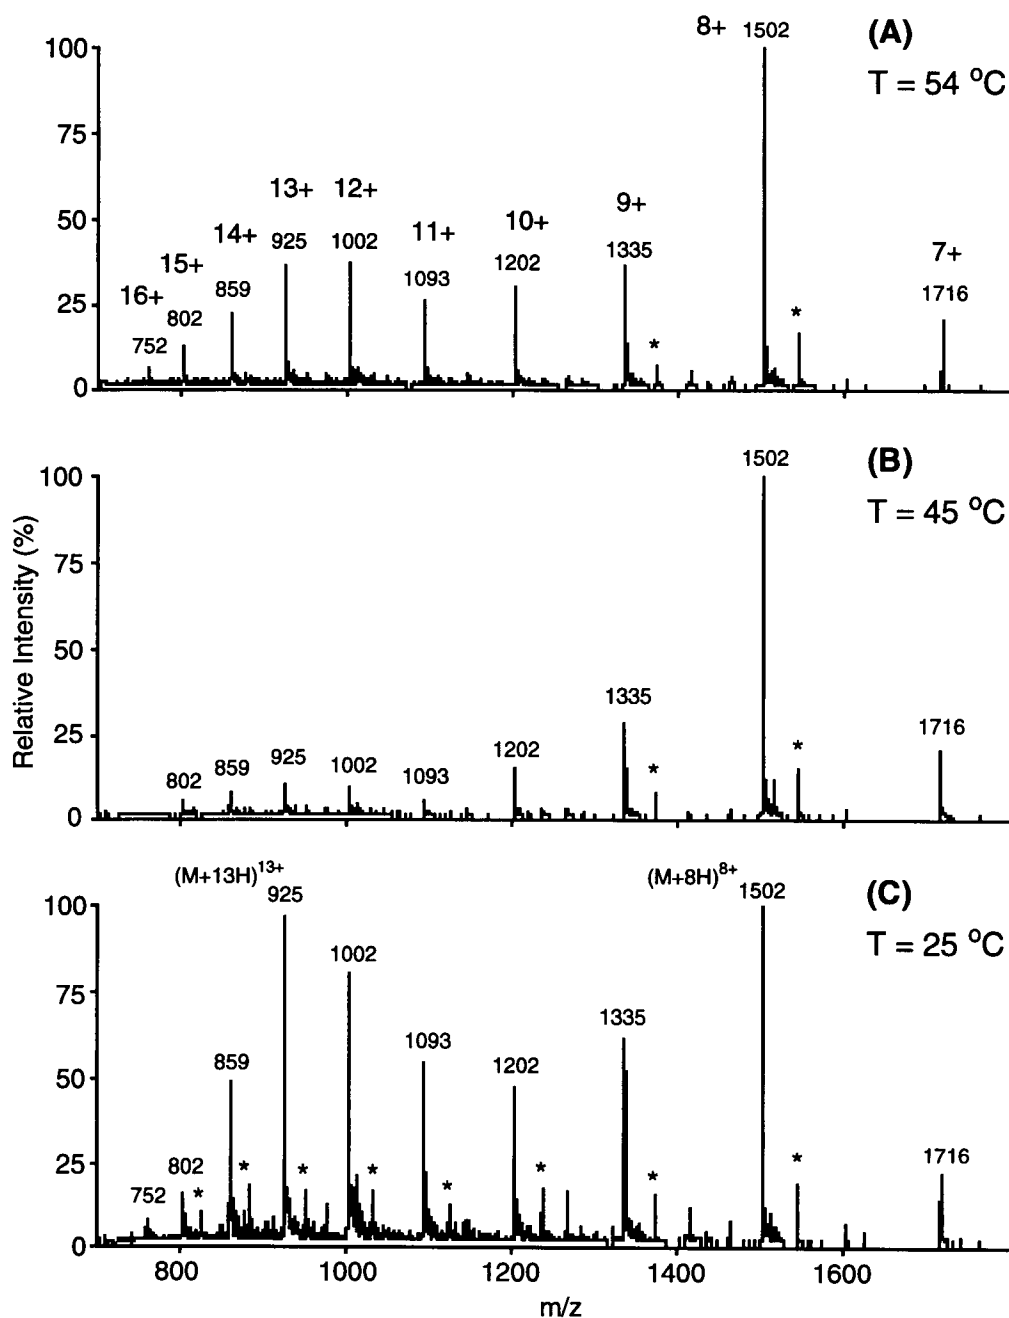 8+ 1502 (A)
100
T = 54 °C
75
13+ 12+
50
9+
14+ 925 1002 11+ 10+
15+ 1335 7+
16+ 859 1093 1202 1716
25
802 * *
752
0
1502 (B)
100
T = 45 °C
75
Relative Intensity (%)
50
1335
25
925 1202 * 1716
802 859 1002 1093 *
0
(M+13H)13+ 925 (M+8H)8+ 1502 (C)
100
T = 25 °C
1002
75
1093 1335
859 1202
50
25
802 * * * * * * * 1716
752 *
0
800 1000 1200 1400 1600
m/z